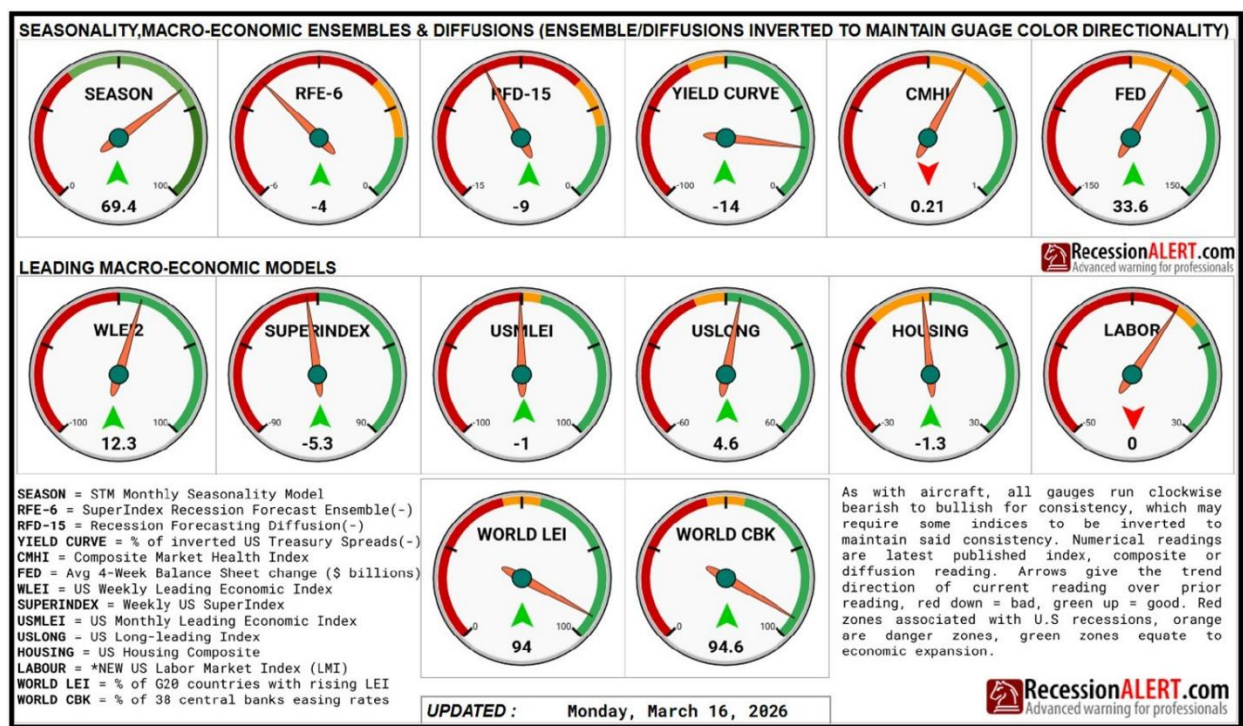 SEASONALITY,MACRO-ECONOMIC ENSEMBLES & DIFFUSIONS (ENSEMBLE/DIFFUSIONS INVERTED TO MAINTAIN GUAGE COLOR DIRECTIONALITY)
SEASON
0 100
69.4
RFE-6
-6 0
-4
RFD-15
-15 0
-9
YIELD CURVE
-100 0
-14
CMHI
-1 1
0.21
FED
-150 150
33.6
RecessionALERT.com
Advanced warning for professionals
LEADING MACRO-ECONOMIC MODELS
WLEI2
-100 100
12.3
SUPERINDEX
-90 90
-5.3
USMLEI
-100 100
-1
USLONG
-60 60
4.6
HOUSING
-30 30
-1.3
LABOR
-50 30
0
SEASON = STM Monthly Seasonality Model
RFE-6 = SuperIndex Recession Forecast Ensemble(-)
RFD-15 = Recession Forecasting Diffusion(-)
YIELD CURVE = % of inverted US Treasury Spreads(-)
CMHI = Composite Market Health Index
FED = Avg 4-Week Balance Sheet change ($ billions)
WLEI = US Weekly Leading Economic Index
SUPERINDEX = Weekly US SuperIndex
USMLEI = US Monthly Leading Economic Index
USLONG = US Long-leading Index
HOUSING = US Housing Composite
LABOUR = *NEW US Labor Market Index (LMI)
WORLD LEI = % of G20 countries with rising LEI
WORLD CBK = % of 38 central banks easing rates
WORLD LEI
0 100
94
WORLD CBK
0 100
94.6
UPDATED : Monday, March 16, 2026
As with aircraft, all gauges run clockwise
bearish to bullish for consistency, which may
require some indices to be inverted to
maintain said consistency. Numerical readings
are latest published index, composite or
diffusion reading. Arrows give the trend
direction of current reading over prior
reading, red down = bad, green up = good. Red
zones associated with U.S recessions, orange
are danger zones, green zones equate to
economic expansion.
RecessionALERT.com
Advanced warning for professionals